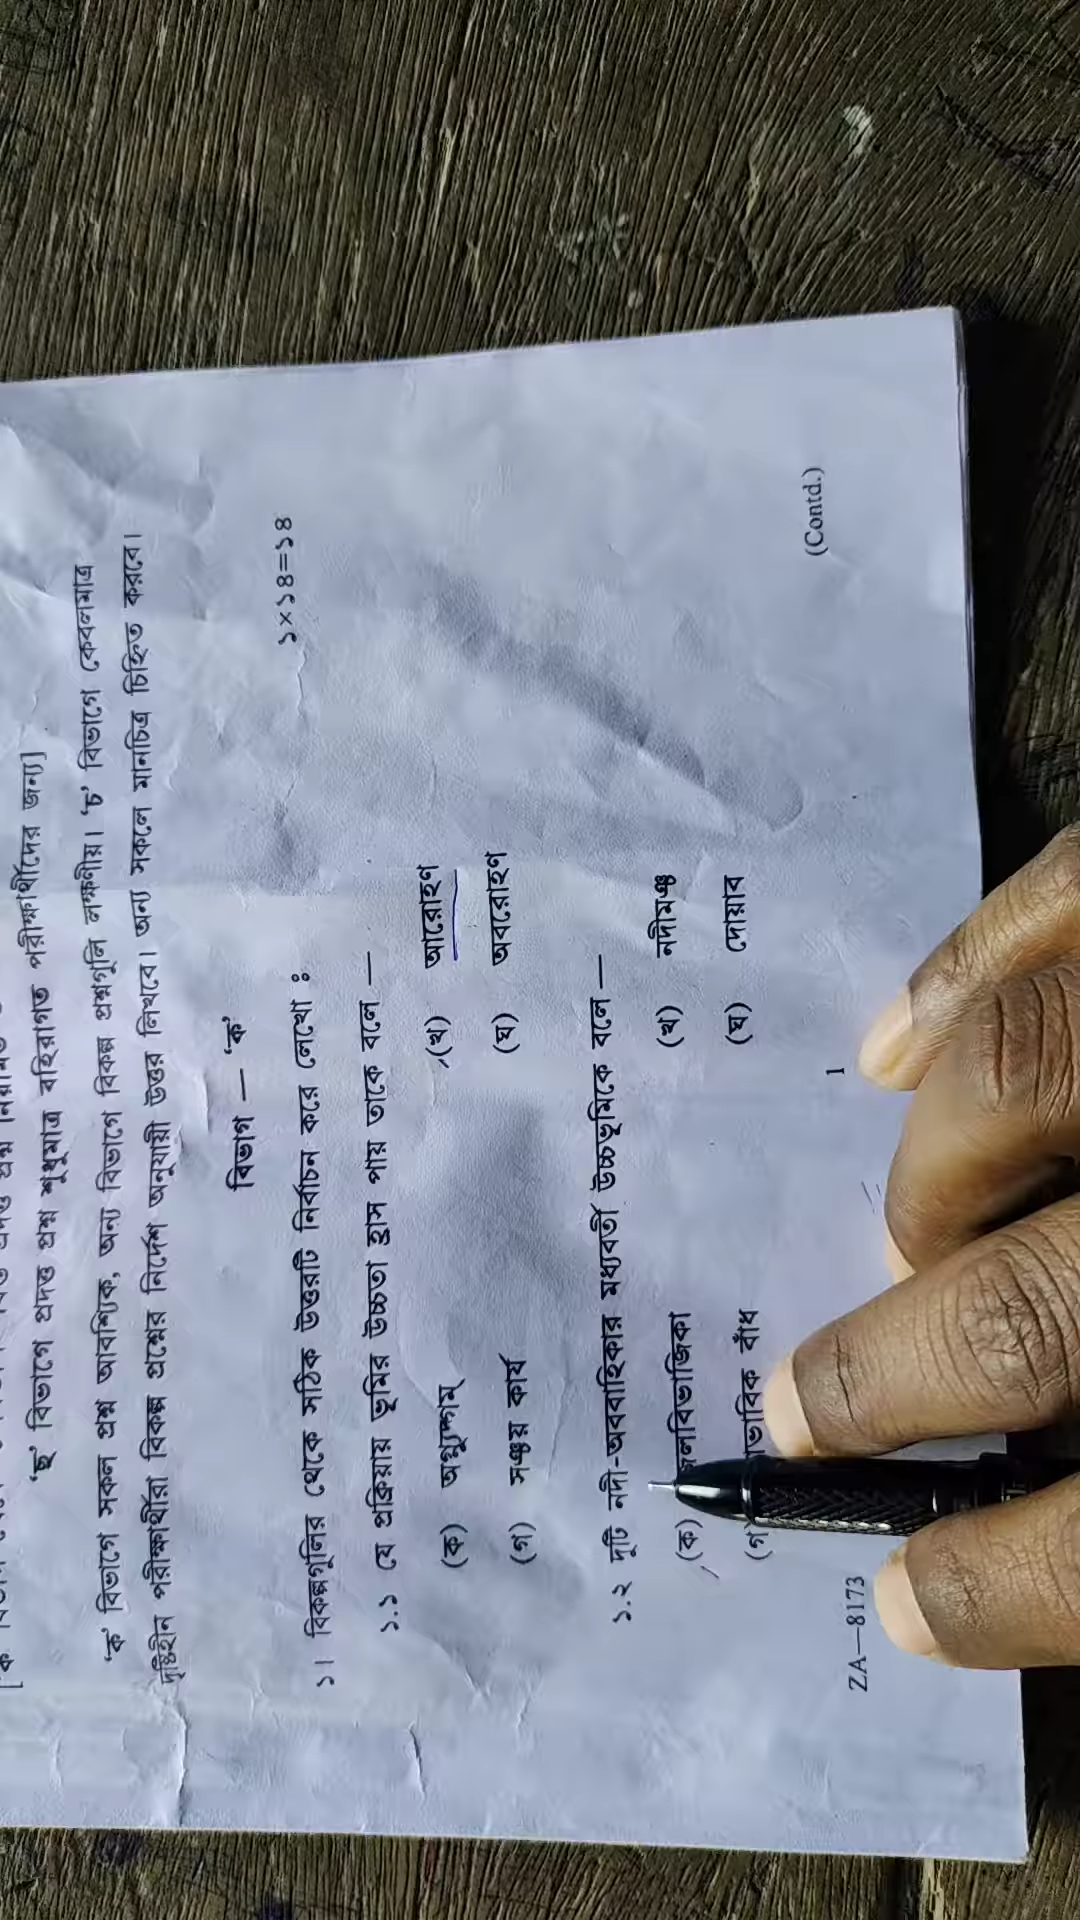 'ছ' বিভাগে প্রদত্ত প্রশ্ন শুধুমাত্র বহিরাগত পরীক্ষার্থীদের জন্য]
'ক' বিভাগে সকল প্রশ্ন আবশ্যিক, অন্য বিভাগে বিকল্প প্রশ্নগুলি লক্ষণীয়। 'চ' বিভাগে কেবলমাত্র
দৃষ্টিহীন পরীক্ষার্থীরা বিকল্প প্রশ্নের নির্দেশ অনুযায়ী উত্তর লিখবে। অন্য সকলে মানচিত্র চিহ্নিত করবে।
বিভাগ — 'ক'
১। বিকল্পগুলির থেকে সঠিক উত্তরটি নির্বাচন করে লেখো : ১×১৪=১৪
১.১ যে প্রক্রিয়ায় ভূমির উচ্চতা হ্রাস পায় তাকে বলে —
(ক) অগ্ন্যুদ্গম্ (খ) আরোহণ
(গ) সঞ্চয় কার্য (ঘ) অবরোহণ
১.২ দুটি নদী-অববাহিকার মধ্যবর্তী উচ্চভূমিকে বলে —
(ক) জলবিভাজিকা (খ) নদীমঞ্চ
(গ) বাঁধ (ঘ) দোয়াব
ZA—8173 1 (Contd.)